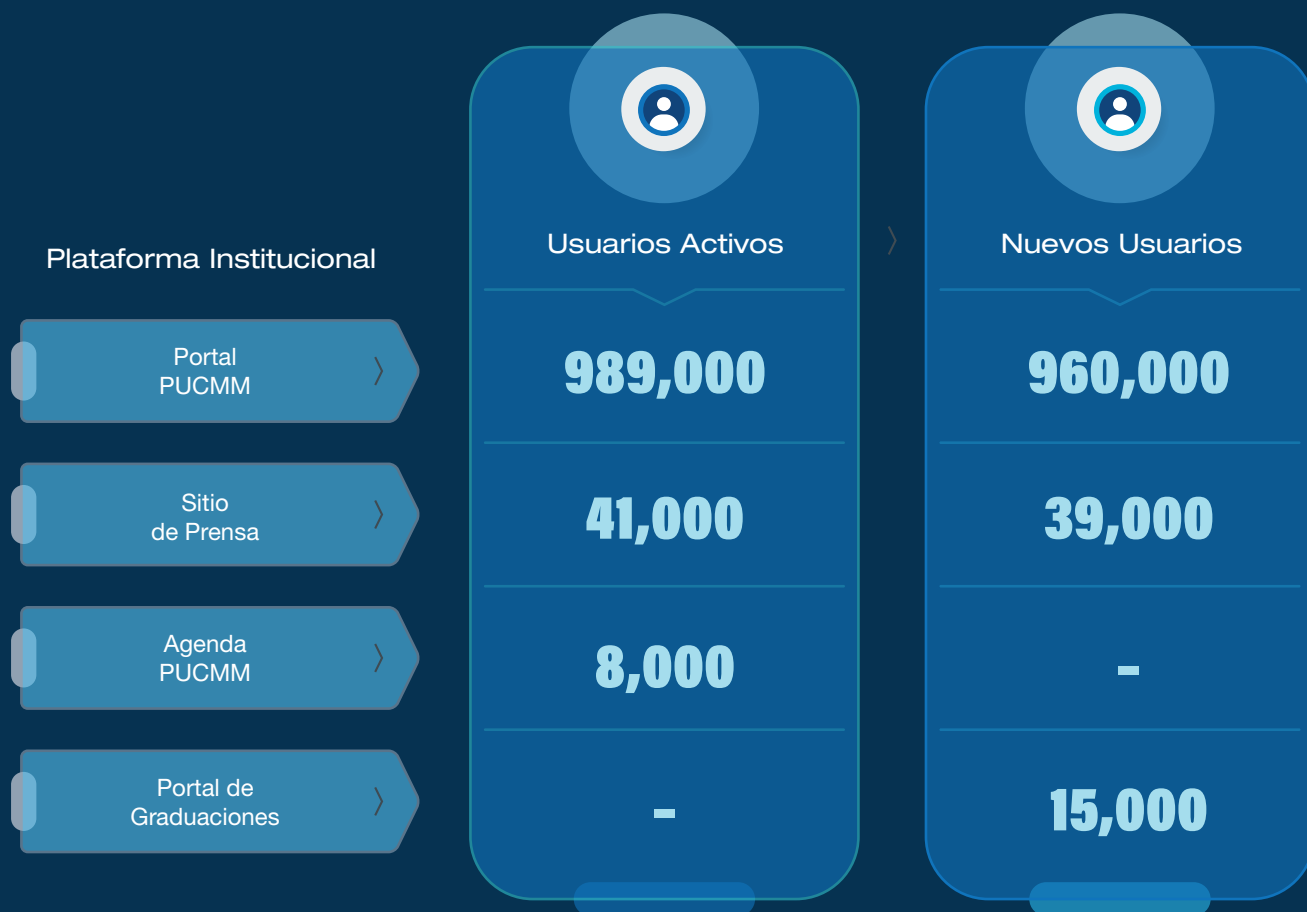 Plataforma Institucional
Usuarios Activos
Nuevos Usuarios
Portal
PUCMM
989,000
960,000
Sitio
de Prensa
41,000
39,000
Agenda
PUCMM
8,000
-
Portal de
Graduaciones
-
15,000